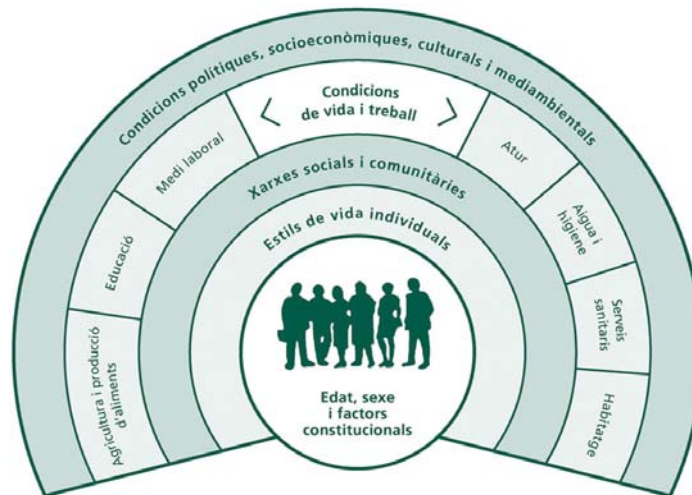 Condicions polítiques, socioeconòmiques, culturals i mediambientals
Condicions
de vida i treball
Agricultura i producció
d'aliments
Educació
Medi laboral
Atur
Aigua i
higiene
Serveis
sanitaris
Habitatge
Xarxes socials i comunitàries
Estils de vida individuals
Edat, sexe
i factors
constitucionals